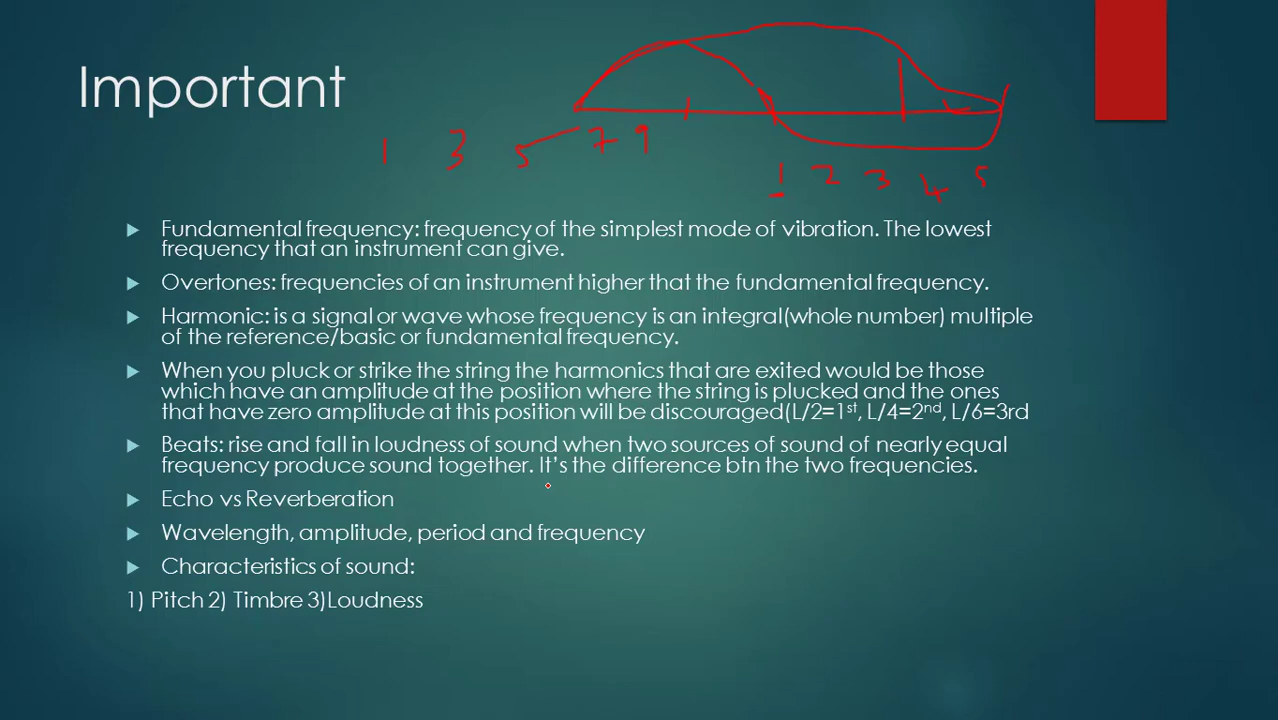 Important
1 3 5 7 9
1 2 3 4 5
Fundamental frequency: frequency of the simplest mode of vibration. The lowest
frequency that an instrument can give.
Overtones: frequencies of an instrument higher that the fundamental frequency.
Harmonic: is a signal or wave whose frequency is an integral(whole number) multiple
of the reference/basic or fundamental frequency.
When you pluck or strike the string the harmonics that are exited would be those
which have an amplitude at the position where the string is plucked and the ones
that have zero amplitude at this position will be discouraged(L/2=1st, L/4=2nd, L/6=3rd
Beats: rise and fall in loudness of sound when two sources of sound of nearly equal
frequency produce sound together. It's the difference btn the two frequencies.
Echo vs Reverberation
Wavelength, amplitude, period and frequency
Characteristics of sound:
1) Pitch 2) Timbre 3)Loudness